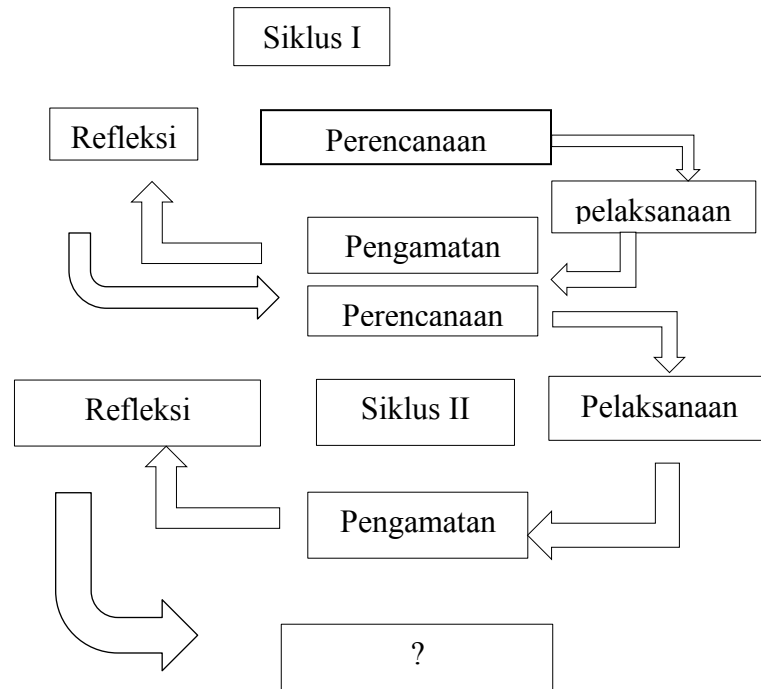 Siklus I
Refleksi
Perencanaan
pelaksanaan
Pengamatan
Perencanaan
Refleksi
Siklus II
Pelaksanaan
Pengamatan
?